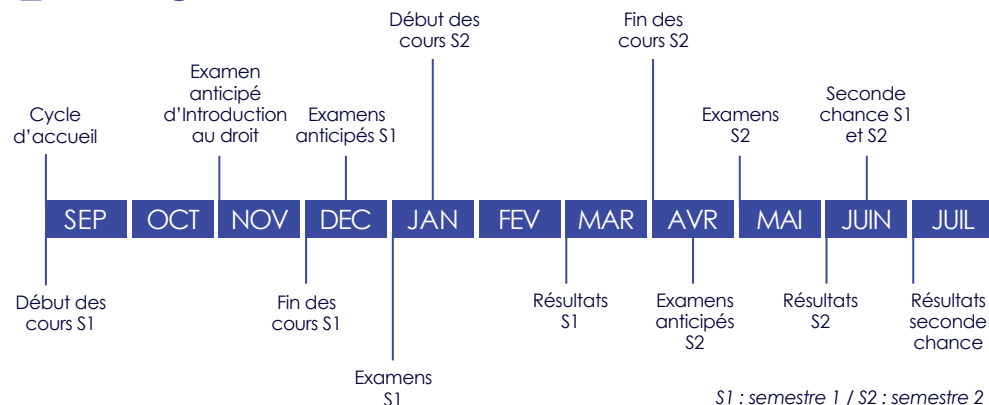 Début des
cours S2
Fin des
cours S2
Examen
anticipé
d'Introduction
au droit
Cycle
d'accueil
Examens
anticipés S1
Examens
S2
Seconde
chance S1
et S2
SEP OCT NOV DEC JAN FEV MAR AVR MAI JUIN JUIL
Début des
cours S1
Fin des
cours S1
Résultats
S1
Examens
anticipés
S2
Résultats
S2
Résultats
seconde
chance
Examens
S1
S1 : semestre 1 / S2 : semestre 2